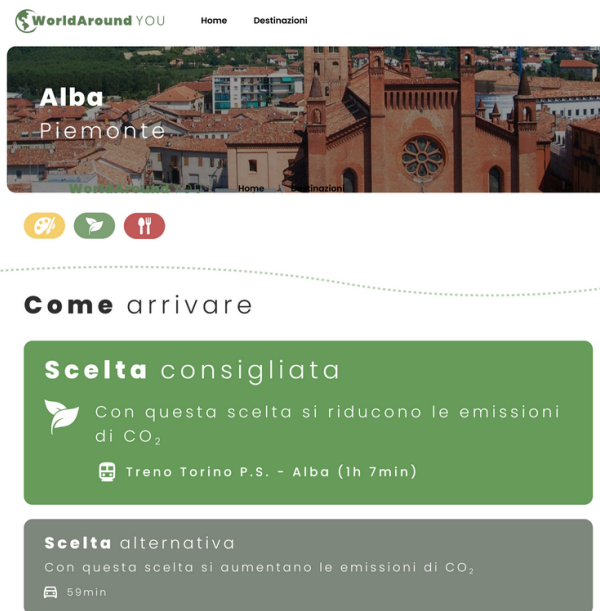 WorldAround YOU Home Destinazioni
Alba
Piemonte
WorldAround Home Destinazioni
Come arrivare
Scelta consigliata
Con questa scelta si riducono le emissioni
di CO₂
Treno Torino P.S. - Alba (1h 7min)
Scelta alternativa
Con questa scelta si aumentano le emissioni di CO₂
59min